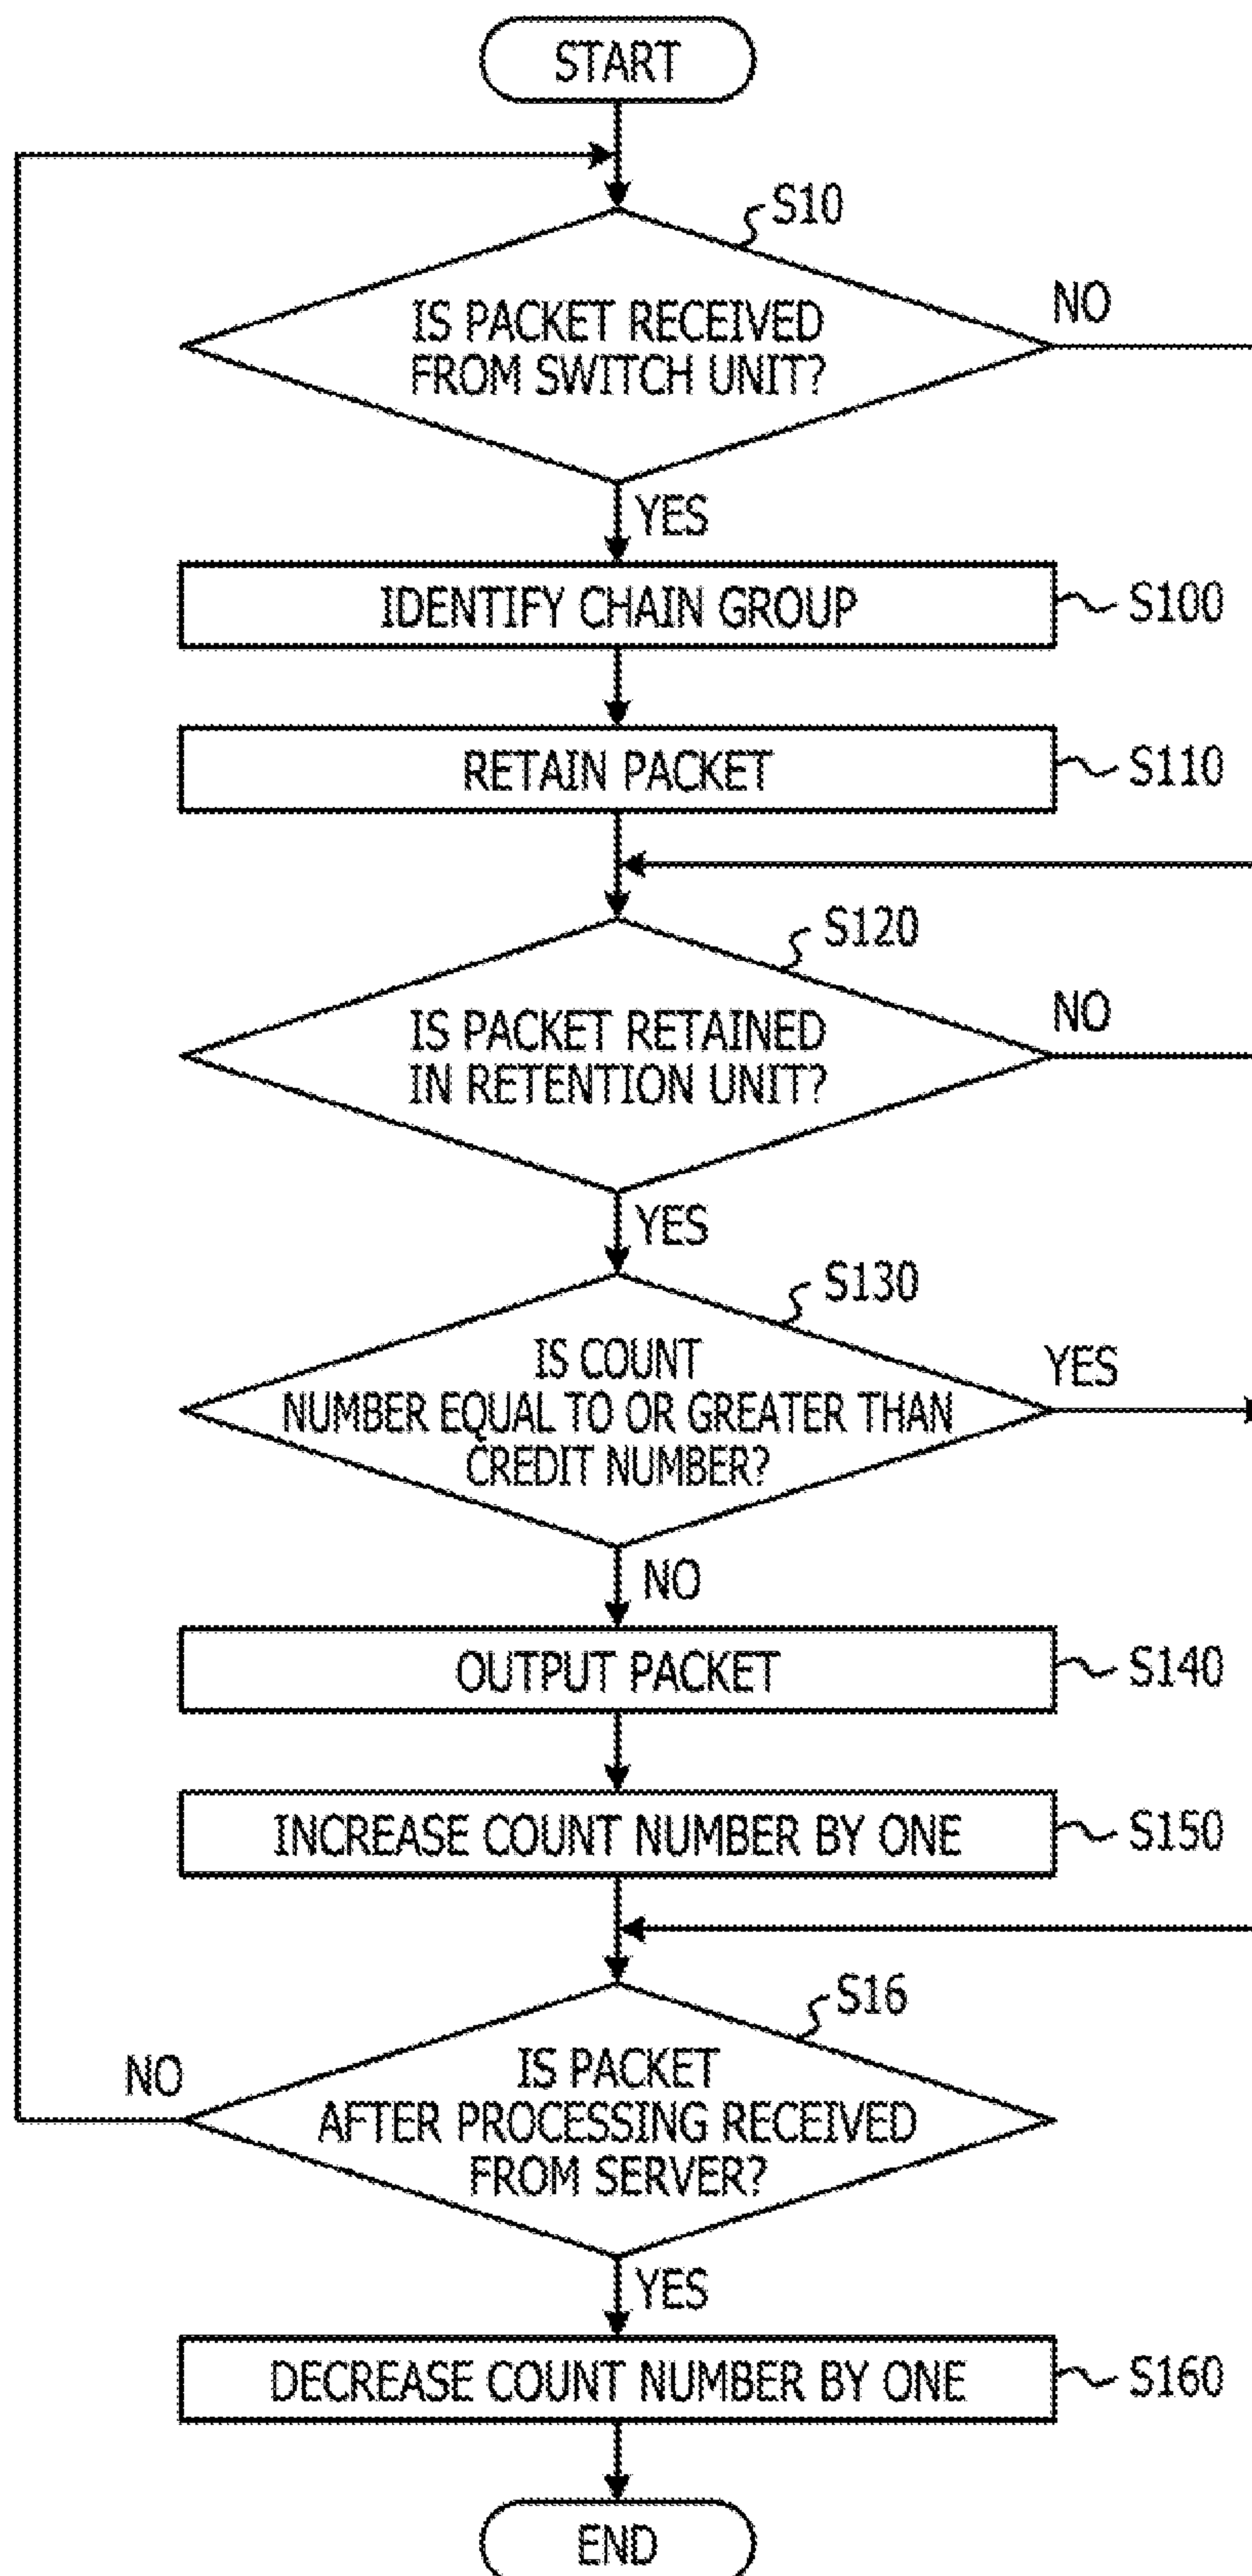 START
S10
IS PACKET RECEIVED
FROM SWITCH UNIT?
NO
YES
IDENTIFY CHAIN GROUP
S100
RETAIN PACKET
S110
S120
IS PACKET RETAINED
IN RETENTION UNIT?
NO
YES
S130
IS COUNT
NUMBER EQUAL TO OR GREATER THAN
CREDIT NUMBER?
YES
NO
OUTPUT PACKET
S140
INCREASE COUNT NUMBER BY ONE
S150
S16
IS PACKET
AFTER PROCESSING RECEIVED
FROM SERVER?
NO
YES
DECREASE COUNT NUMBER BY ONE
S160
END